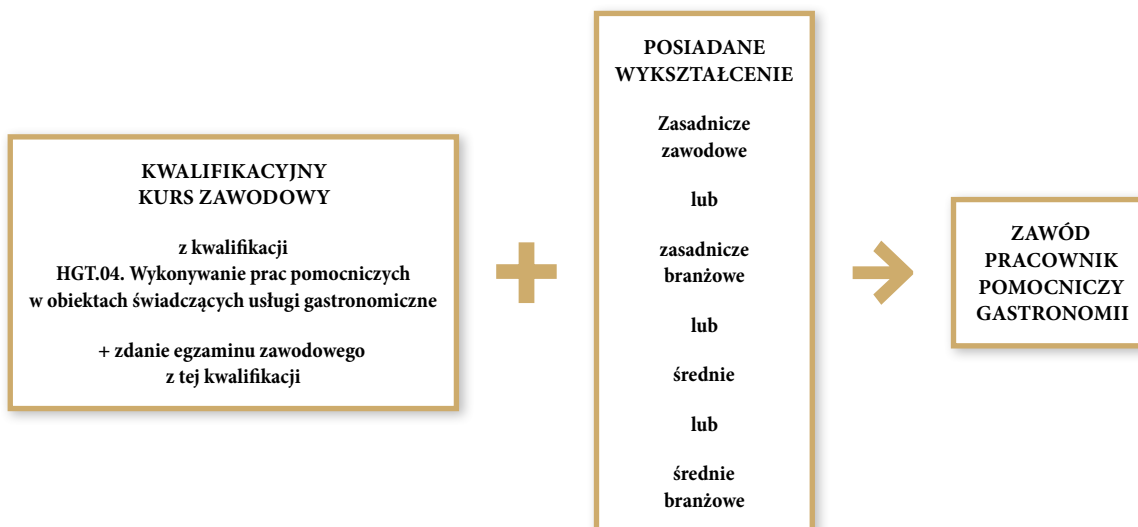 KWALIFIKACYJNY
KURS ZAWODOWY
z kwalifikacji
HGT.04. Wykonywanie prac pomocniczych
w obiektach świadczących usługi gastronomiczne
+ zdanie egzaminu zawodowego
z tej kwalifikacji
POSIADANE
WYKSZTAŁCENIE
Zasadnicze
zawodowe
lub
zasadnicze
branżowe
lub
średnie
lub
średnie
branżowe
ZAWÓD
PRACOWNIK
POMOCNICZY
GASTRONOMII